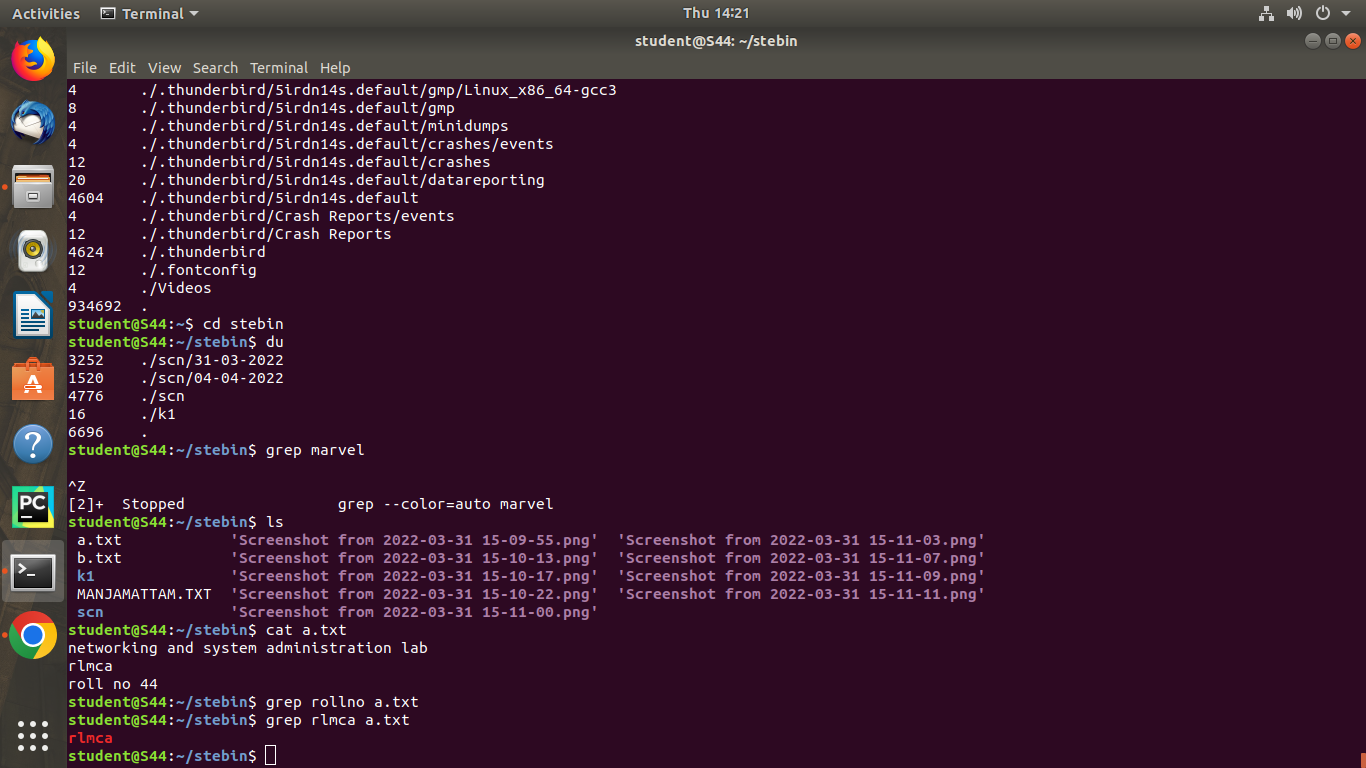 Activities Terminal Thu 14:21
student@S44: ~/stebin
File Edit View Search Terminal Help
4 ./.thunderbird/5irdn14s.default/gmp/Linux_x86_64-gcc3
8 ./.thunderbird/5irdn14s.default/gmp
4 ./.thunderbird/5irdn14s.default/minidumps
4 ./.thunderbird/5irdn14s.default/crashes/events
12 ./.thunderbird/5irdn14s.default/crashes
20 ./.thunderbird/5irdn14s.default/datareporting
4604 ./.thunderbird/5irdn14s.default
4 ./.thunderbird/Crash Reports/events
12 ./.thunderbird/Crash Reports
4624 ./.thunderbird
12 ./.fontconfig
4 ./Videos
934692 .
student@S44:~$ cd stebin
student@S44:~/stebin$ du
3252 ./scn/31-03-2022
1520 ./scn/04-04-2022
4776 ./scn
16 ./k1
6696 .
student@S44:~/stebin$ grep marvel
^Z
[2]+ Stopped grep --color=auto marvel
student@S44:~/stebin$ ls
a.txt 'Screenshot from 2022-03-31 15-09-55.png' 'Screenshot from 2022-03-31 15-11-03.png'
b.txt 'Screenshot from 2022-03-31 15-10-13.png' 'Screenshot from 2022-03-31 15-11-07.png'
k1 'Screenshot from 2022-03-31 15-10-17.png' 'Screenshot from 2022-03-31 15-11-09.png'
MANJAMATTAM.TXT 'Screenshot from 2022-03-31 15-10-22.png' 'Screenshot from 2022-03-31 15-11-11.png'
scn 'Screenshot from 2022-03-31 15-11-00.png'
student@S44:~/stebin$ cat a.txt
networking and system administration lab
rlmca
roll no 44
student@S44:~/stebin$ grep rollno a.txt
student@S44:~/stebin$ grep rlmca a.txt
rlmca
student@S44:~/stebin$
PC